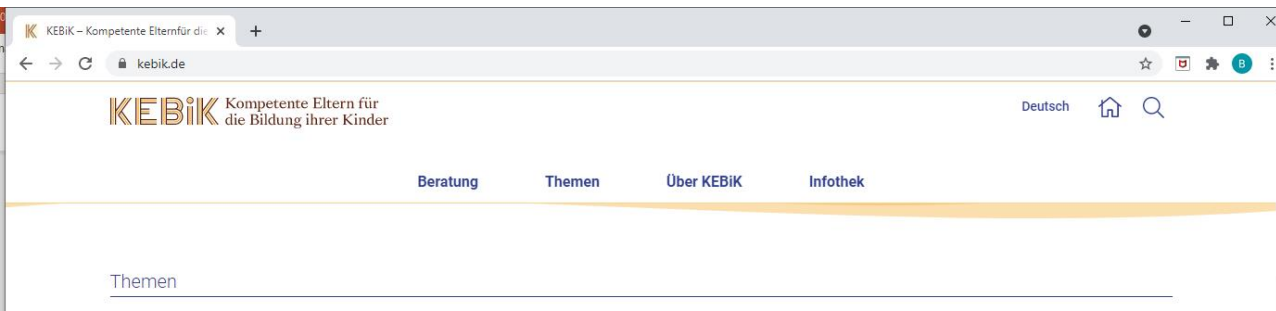 KEBiK – Kompetente Elternfür die
kebik.de
B
KEBiK Kompetente Eltern für
die Bildung ihrer Kinder
Deutsch
Beratung Themen Über KEBiK Infothek
Themen